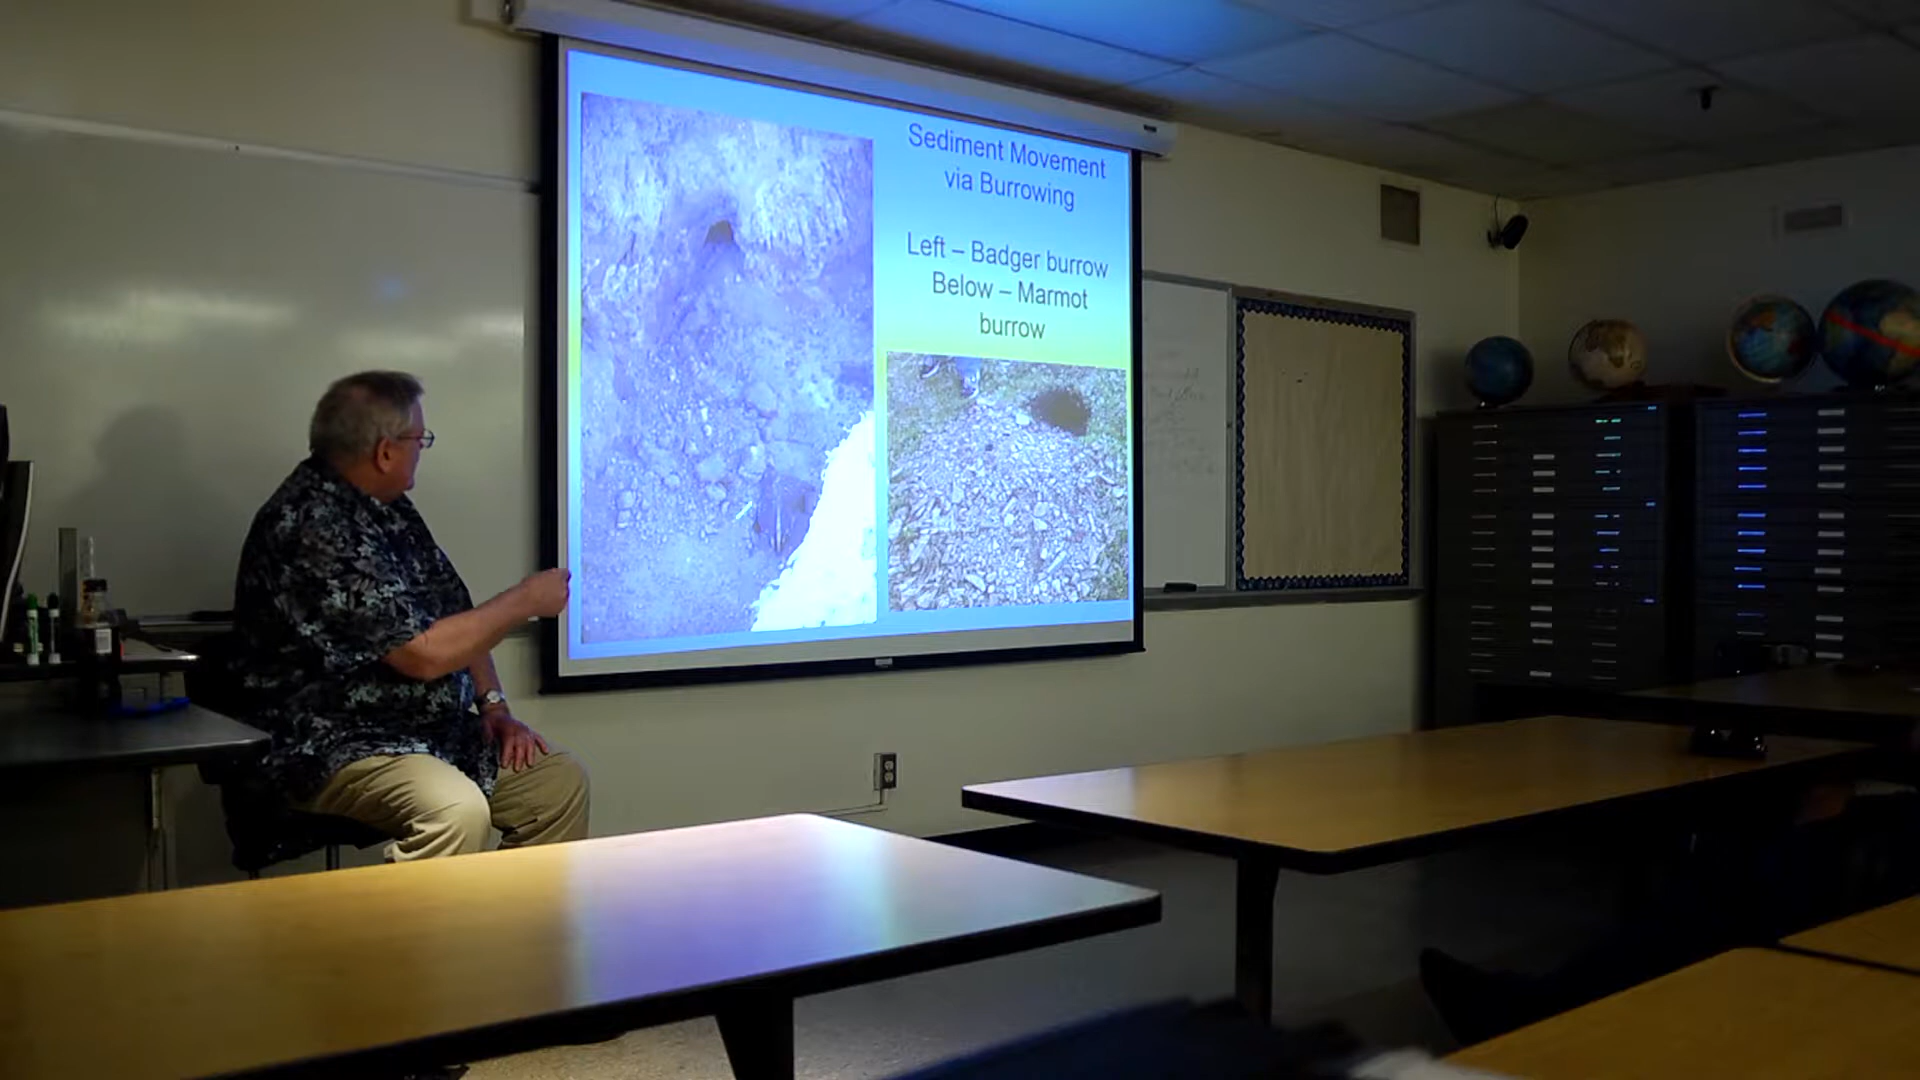 Sediment Movement
via Burrowing
Left – Badger burrow
Below – Marmot
burrow